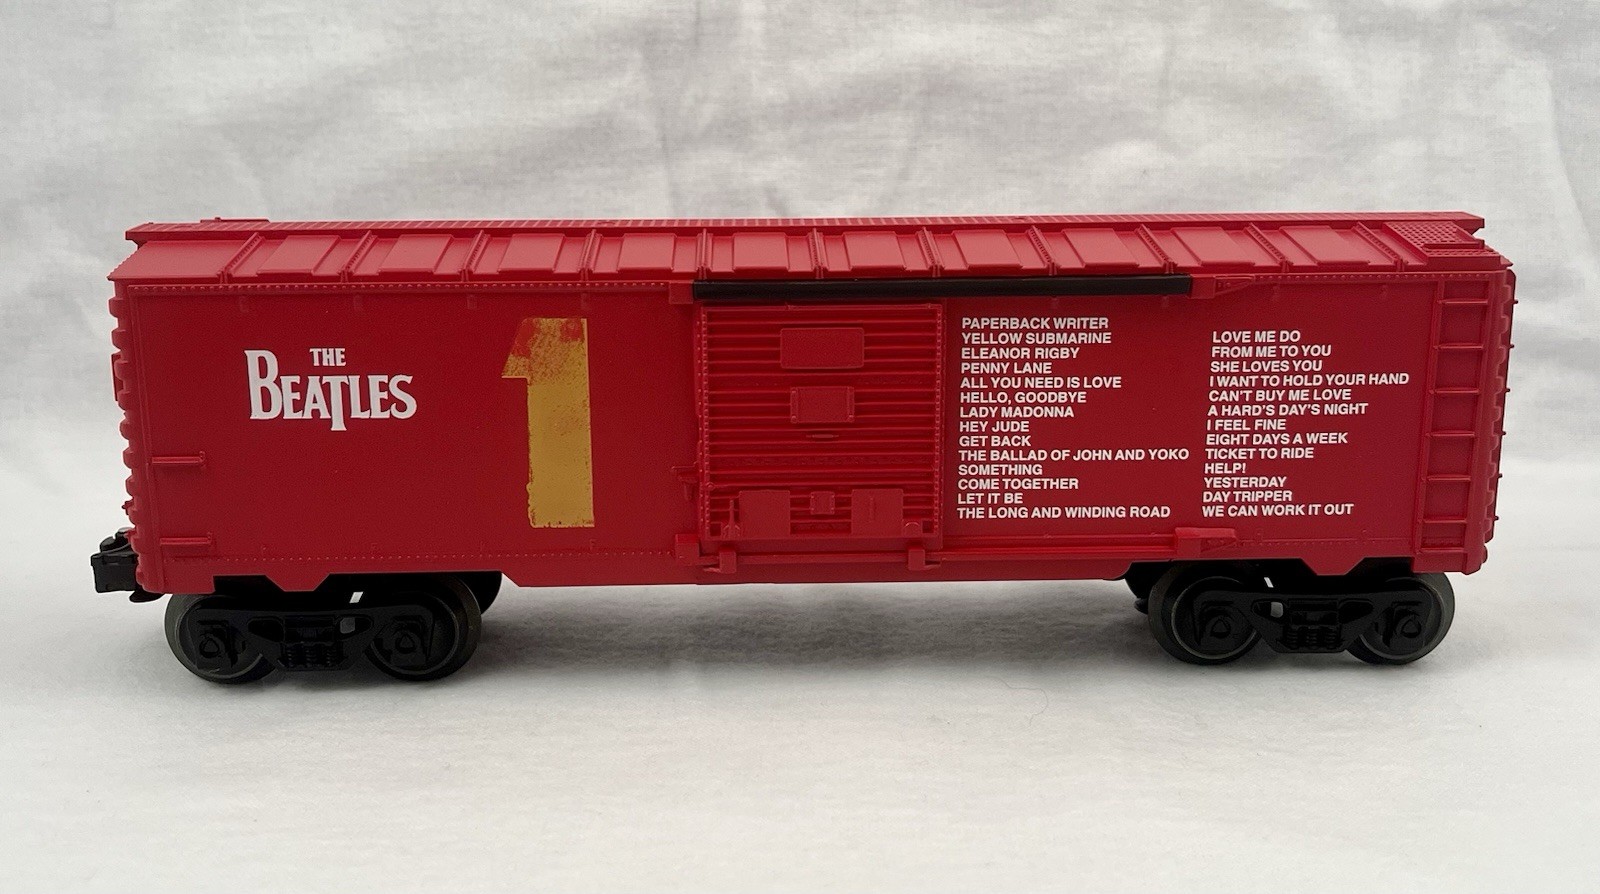 THE
BEATLES
1
PAPERBACK WRITER
YELLOW SUBMARINE
ELEANOR RIGBY
PENNY LANE
ALL YOU NEED IS LOVE
HELLO, GOODBYE
LADY MADONNA
HEY JUDE
GET BACK
THE BALLAD OF JOHN AND YOKO
SOMETHING
COME TOGETHER
LET IT BE
THE LONG AND WINDING ROAD
LOVE ME DO
FROM ME TO YOU
SHE LOVES YOU
I WANT TO HOLD YOUR HAND
CAN'T BUY ME LOVE
A HARD'S DAY'S NIGHT
I FEEL FINE
EIGHT DAYS A WEEK
TICKET TO RIDE
HELP!
YESTERDAY
DAY TRIPPER
WE CAN WORK IT OUT